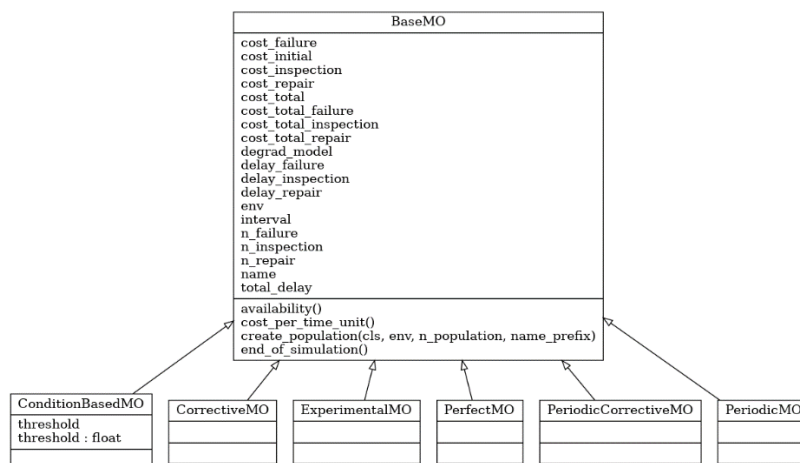 BaseMO
cost_failure
cost_initial
cost_inspection
cost_repair
cost_total
cost_total_failure
cost_total_inspection
cost_total_repair
degrad_model
delay_failure
delay_inspection
delay_repair
env
interval
n_failure
n_inspection
n_repair
name
total_delay
availability()
cost_per_time_unit()
create_population(cls, env, n_population, name_prefix)
end_of_simulation()
ConditionBasedMO
threshold
threshold : float
CorrectiveMO
ExperimentalMO
PerfectMO
PeriodicCorrectiveMO
PeriodicMO